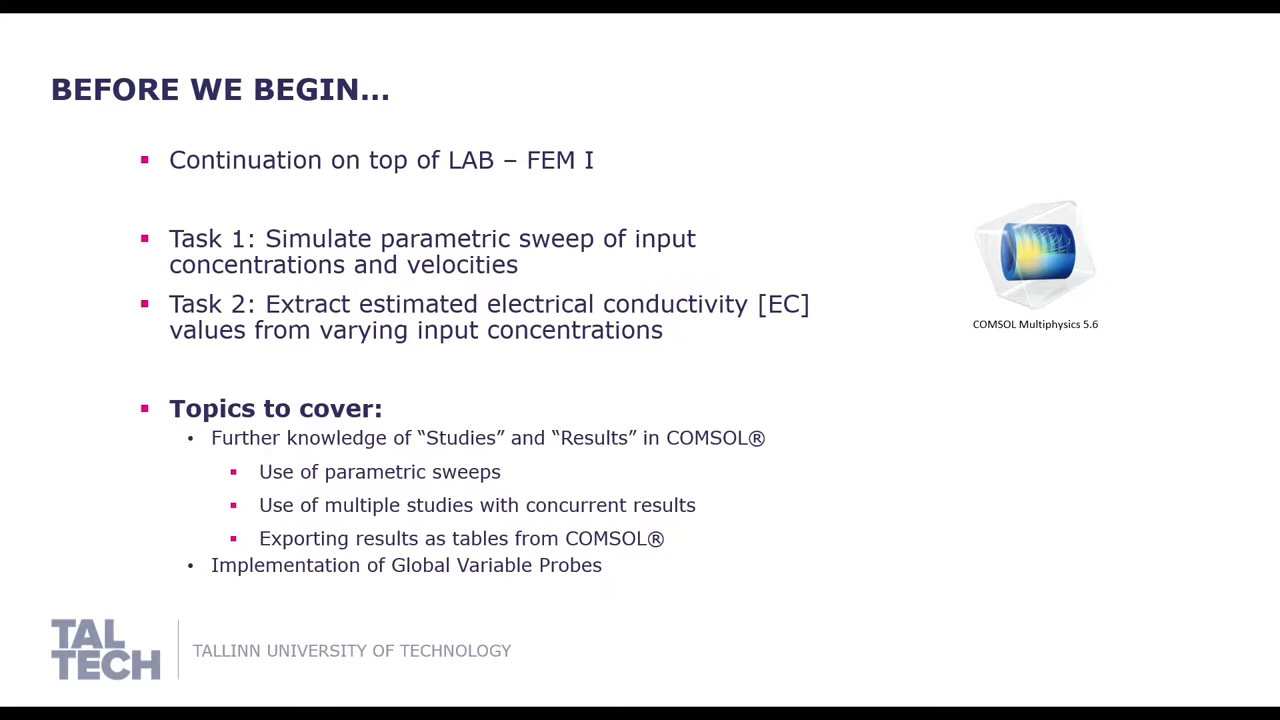 BEFORE WE BEGIN...
Continuation on top of LAB – FEM I
Task 1: Simulate parametric sweep of input
concentrations and velocities
Task 2: Extract estimated electrical conductivity [EC]
values from varying input concentrations
COMSOL Multiphysics 5.6
Topics to cover:
Further knowledge of “Studies” and “Results” in COMSOL®
Use of parametric sweeps
Use of multiple studies with concurrent results
Exporting results as tables from COMSOL®
Implementation of Global Variable Probes
TAL
TECH
TALLINN UNIVERSITY OF TECHNOLOGY